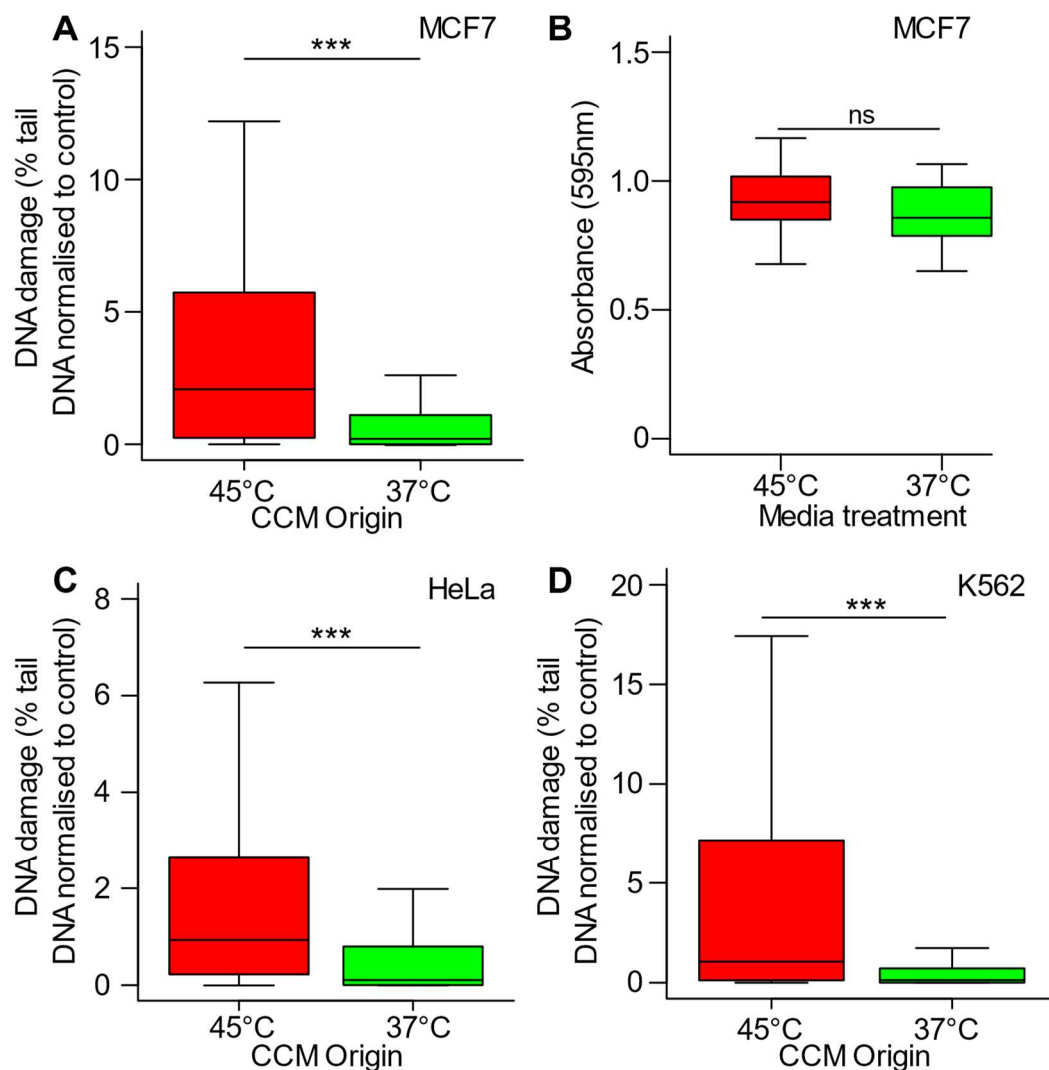 A
MCF7
DNA damage (% tail
DNA normalised to control)
15
10
5
0
***
45°C
37°C
CCM Origin
B
MCF7
Absorbance (595nm)
1.5
1.0
0.5
0
ns
45°C
37°C
Media treatment
C
HeLa
DNA damage (% tail
DNA normalised to control)
8
6
4
2
0
***
45°C
37°C
CCM Origin
D
K562
DNA damage (% tail
DNA normalised to control)
20
15
10
5
0
***
45°C
37°C
CCM Origin